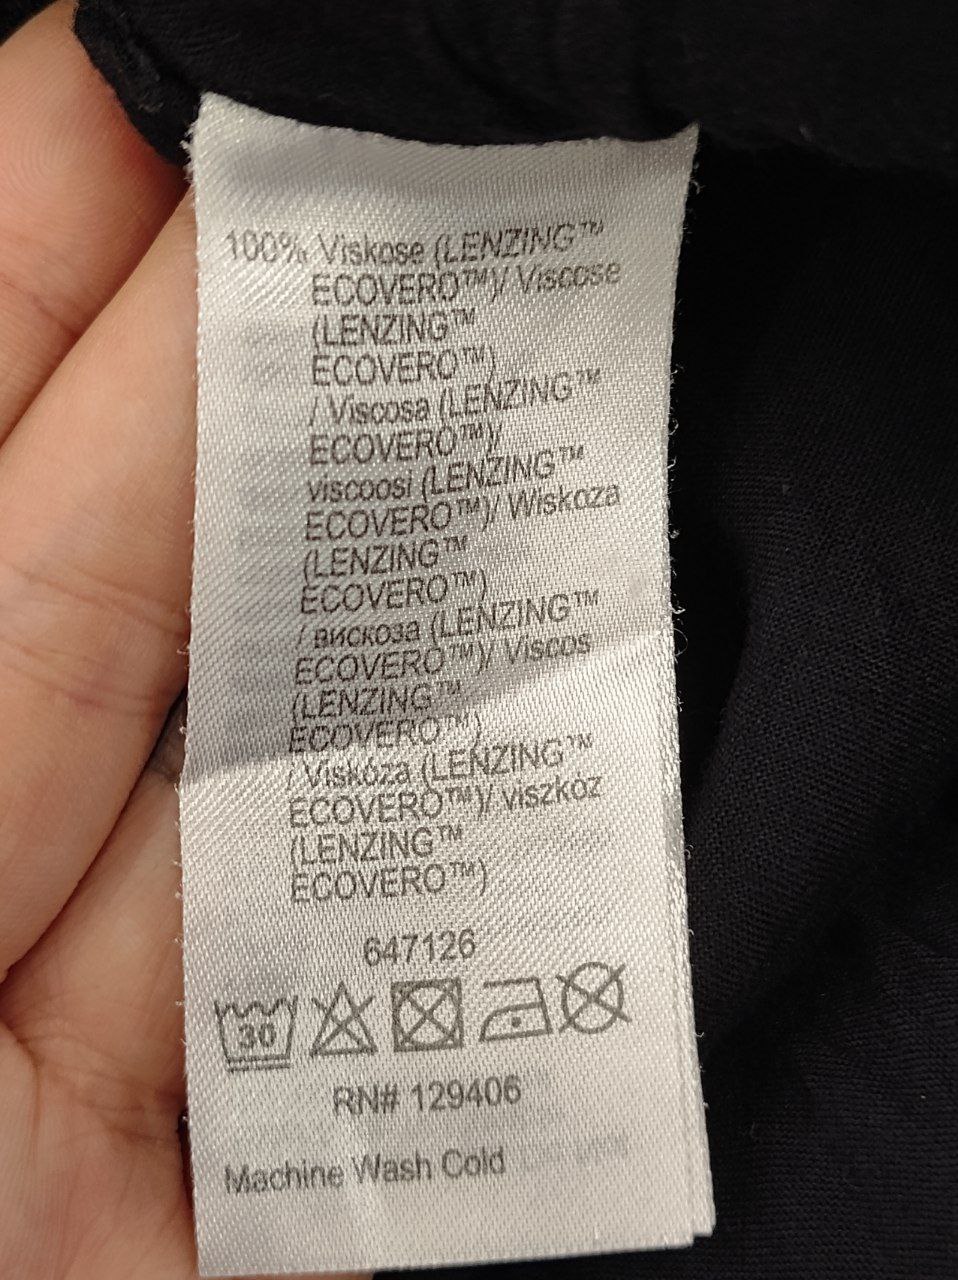 100% Viskose (LENZING™
ECOVERO™)/ Viscose
(LENZING™
ECOVERO™)
/ Viscosa (LENZING™
ECOVERO™)/
viscoosi (LENZING™
ECOVERO™)/ Wiskoza
(LENZING™
ECOVERO™)
/ вискоза (LENZING™
ECOVERO™)/ Viscos
(LENZING™
ECOVERO™)
/ Viskóza (LENZING™
ECOVERO™)/ viszkóz
(LENZING™
ECOVERO™)
647126
30
RN# 129406
Machine Wash Cold